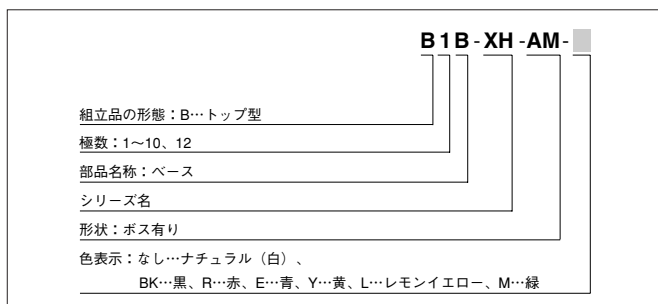 B 1 B - XH - AM -
組立品の形態：B…トップ型
極数：1～10、12
部品名称：ベース
シリーズ名
形状：ボス有り
色表示：なし…ナチュラル（白）、
BK…黒、R…赤、E…青、Y…黄、L…レモンイエロー、M…緑